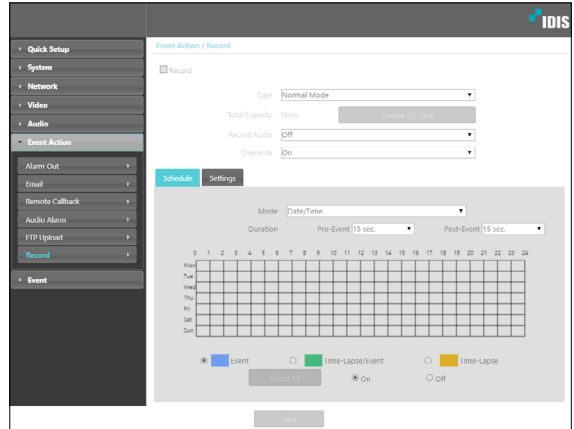 IDIS
Quick Setup
System
Network
Video
Audio
Event Action
Alarm Out
Email
Remote Callback
Audio Alarm
FTP Upload
Record
Event
Event Action / Record
Record
Type Normal Mode
Total Capacity None Format SD Card
Record Audio Off
Overwrite On
Schedule Settings
Mode Date/Time
Duration Pre-Event 15 sec. Post-Event 15 sec.
0 1 2 3 4 5 6 7 8 9 10 11 12 13 14 15 16 17 18 19 20 21 22 23 24
Mon
Tue
Wed
Thu
Fri
Sat
Sun
Event Time-Lapse/Event Time-Lapse
Select All On Off
Save